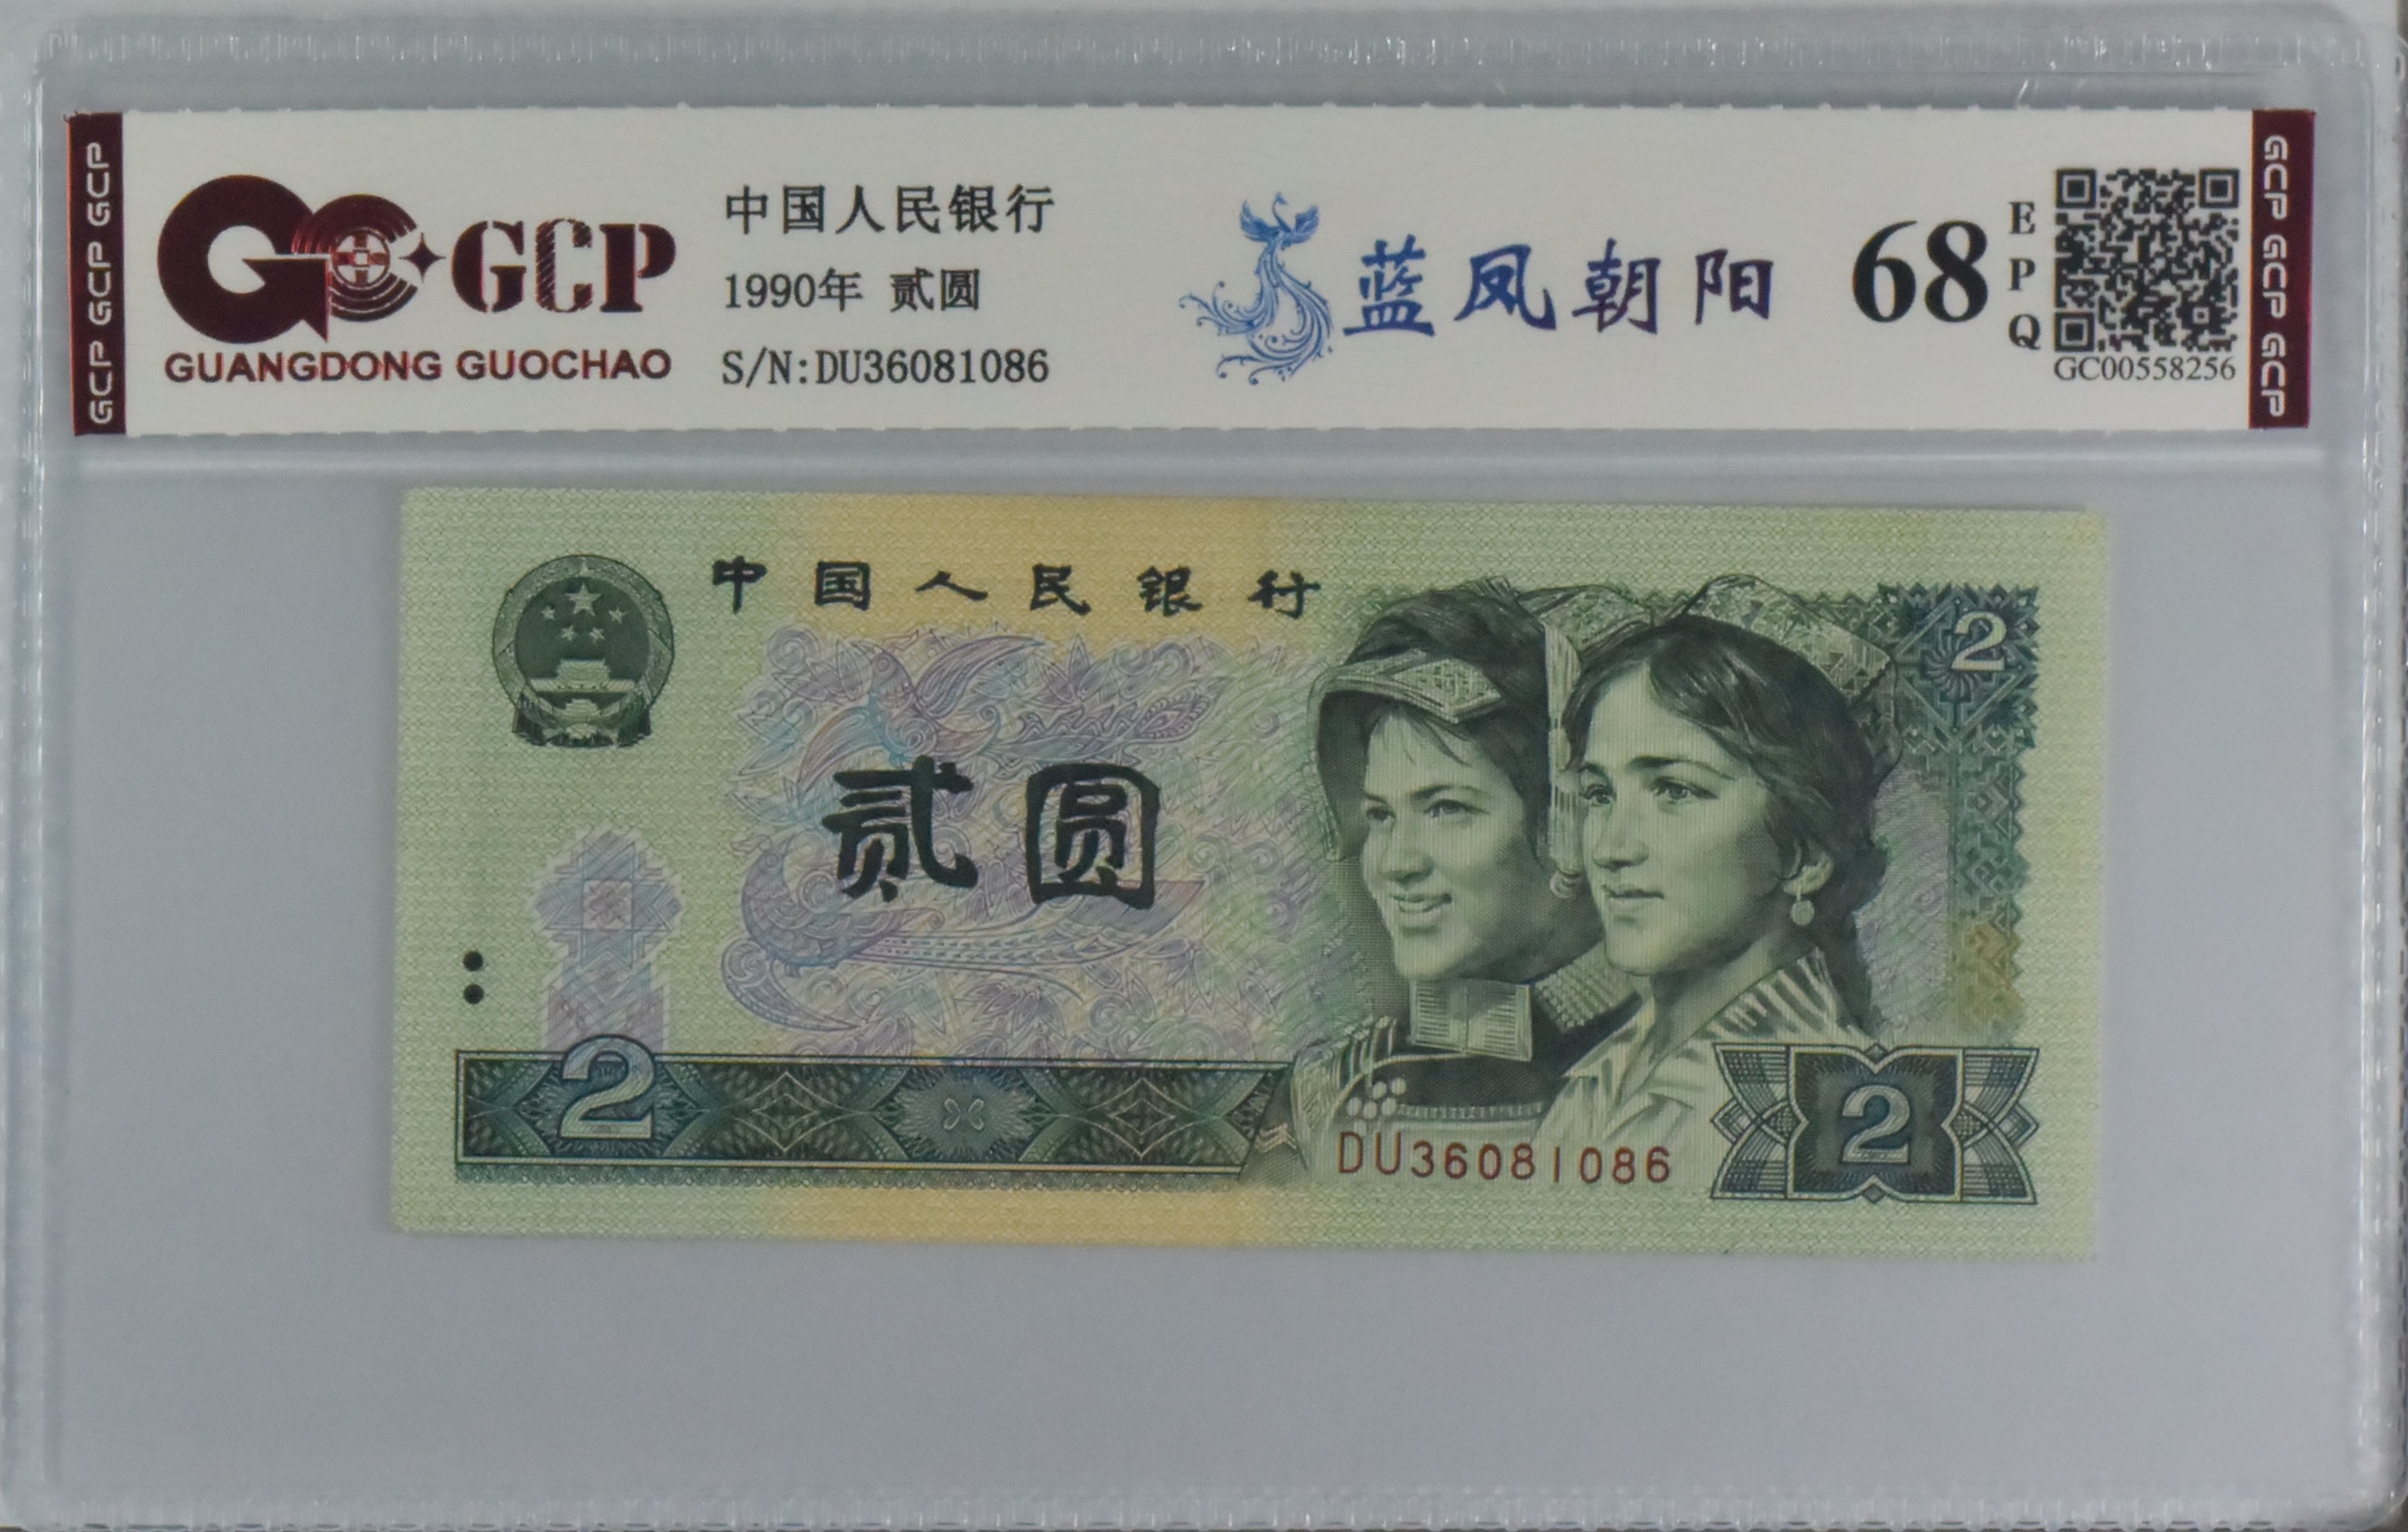 GCP GCP GCP
GCP
GUANGDONG GUOCHAO
中国人民银行
1990年 贰圆
S/N:DU36081086
蓝凤朝阳
68
EPQ
GC00558256
GCP GCP GCP
中国人民银行
2
贰圆
2
DU36081086
2